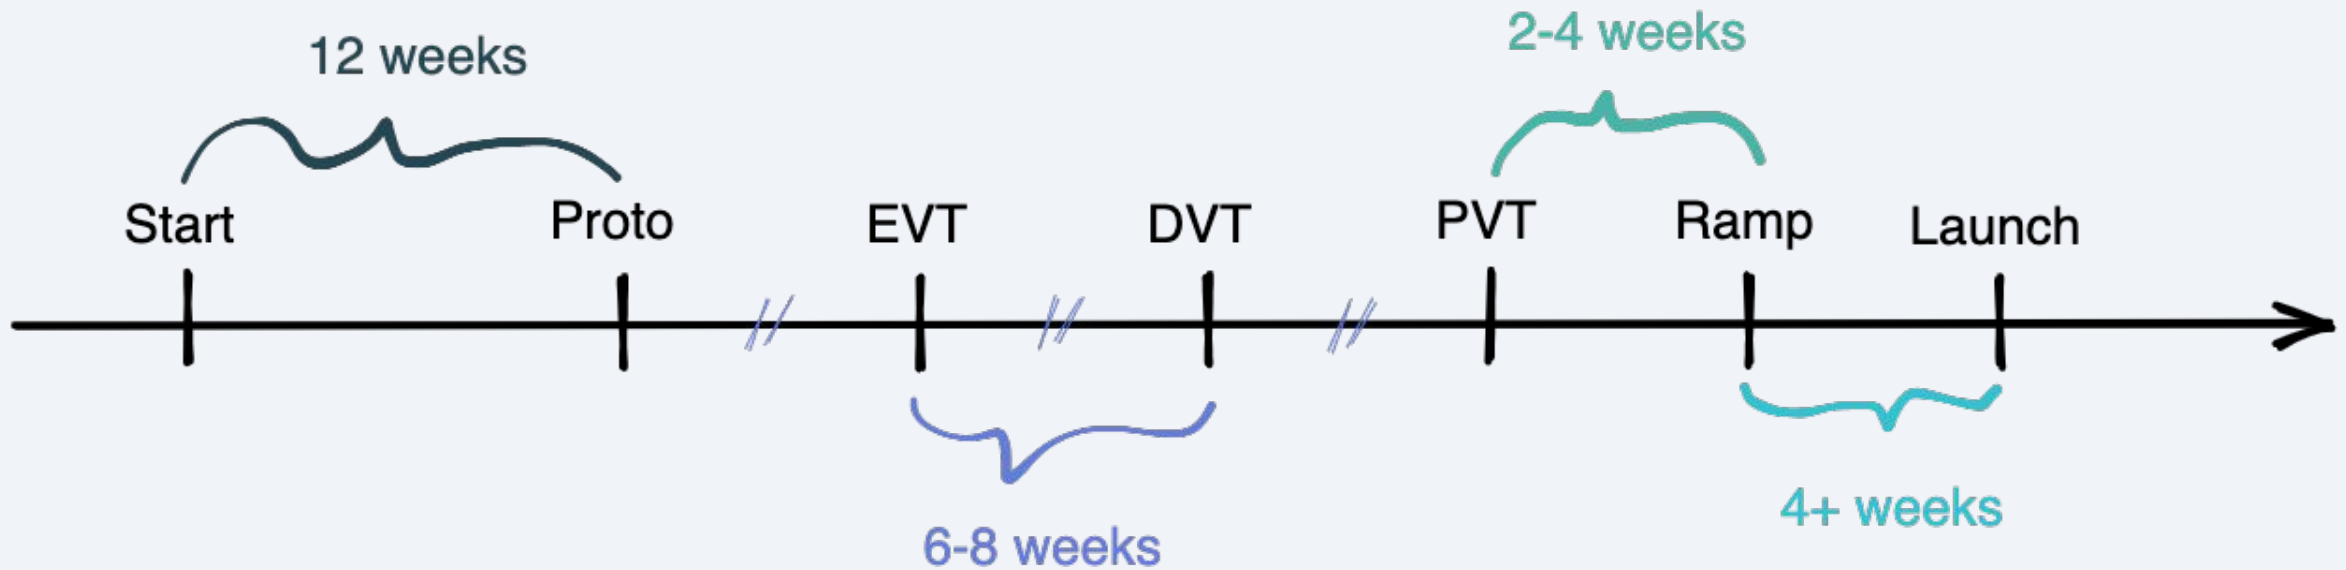 12 weeks
2-4 weeks
Start
Proto
EVT
DVT
PVT
Ramp
Launch
6-8 weeks
4+ weeks